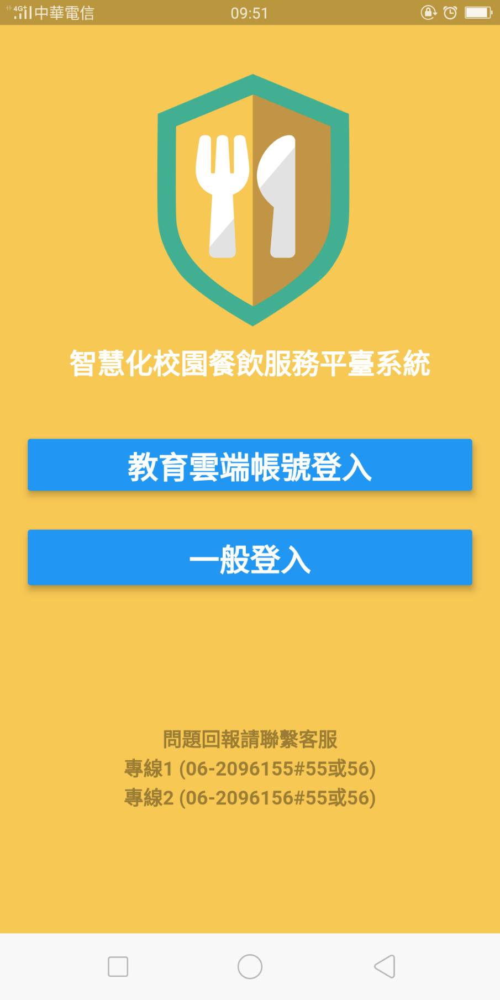 4G+ 中華電信 09:51
智慧化校園餐飲服務平臺系統
教育雲端帳號登入
一般登入
問題回報請聯繫客服
專線1 (06-2096155#55或56)
專線2 (06-2096156#55或56)